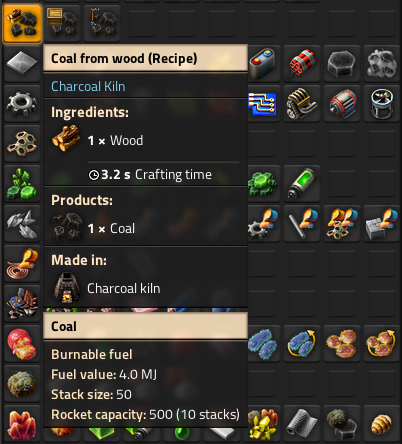 Coal from wood (Recipe)
Charcoal Kiln
Ingredients:
1 × Wood
3.2 s Crafting time
Products:
1 × Coal
Made in:
Charcoal kiln
Coal
Burnable fuel
Fuel value: 4.0 MJ
Stack size: 50
Rocket capacity: 500 (10 stacks)